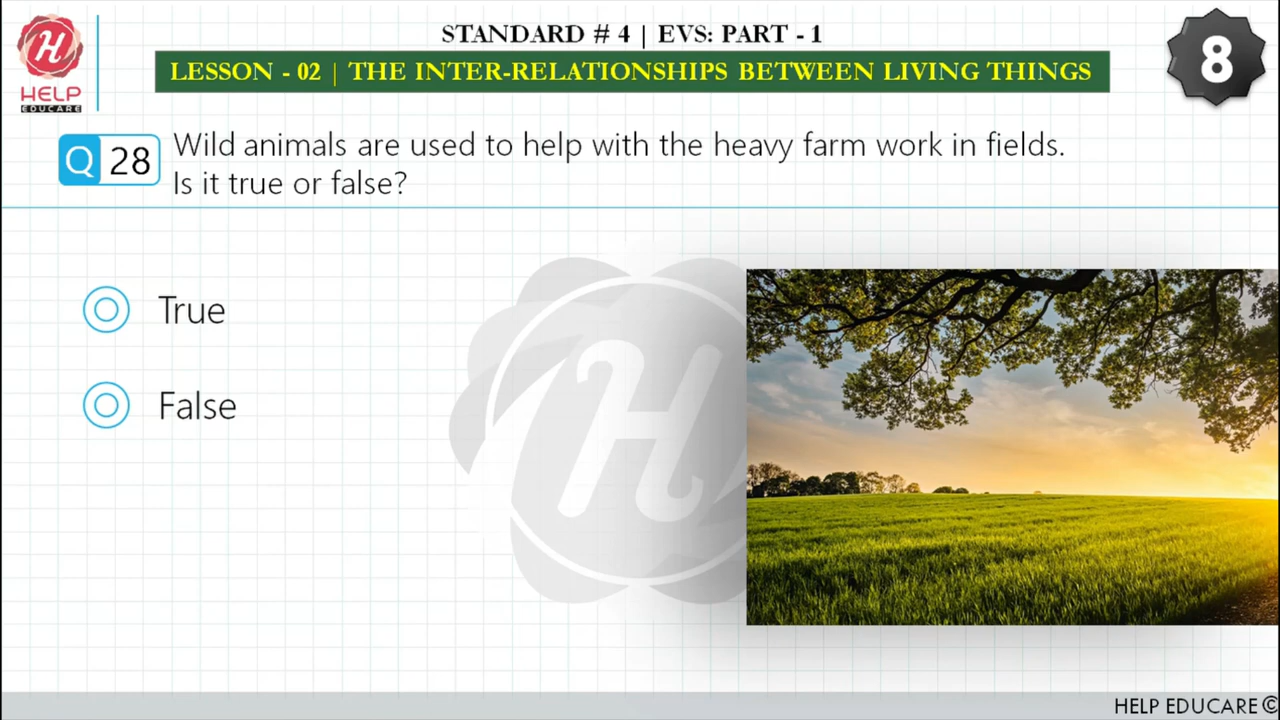 STANDARD # 4 | EVS: PART - 1
LESSON - 02 | THE INTER-RELATIONSHIPS BETWEEN LIVING THINGS
8
H
HELP
EDUCARE
Q 28
Wild animals are used to help with the heavy farm work in fields.
Is it true or false?
True
False
H
HELP EDUCARE ©